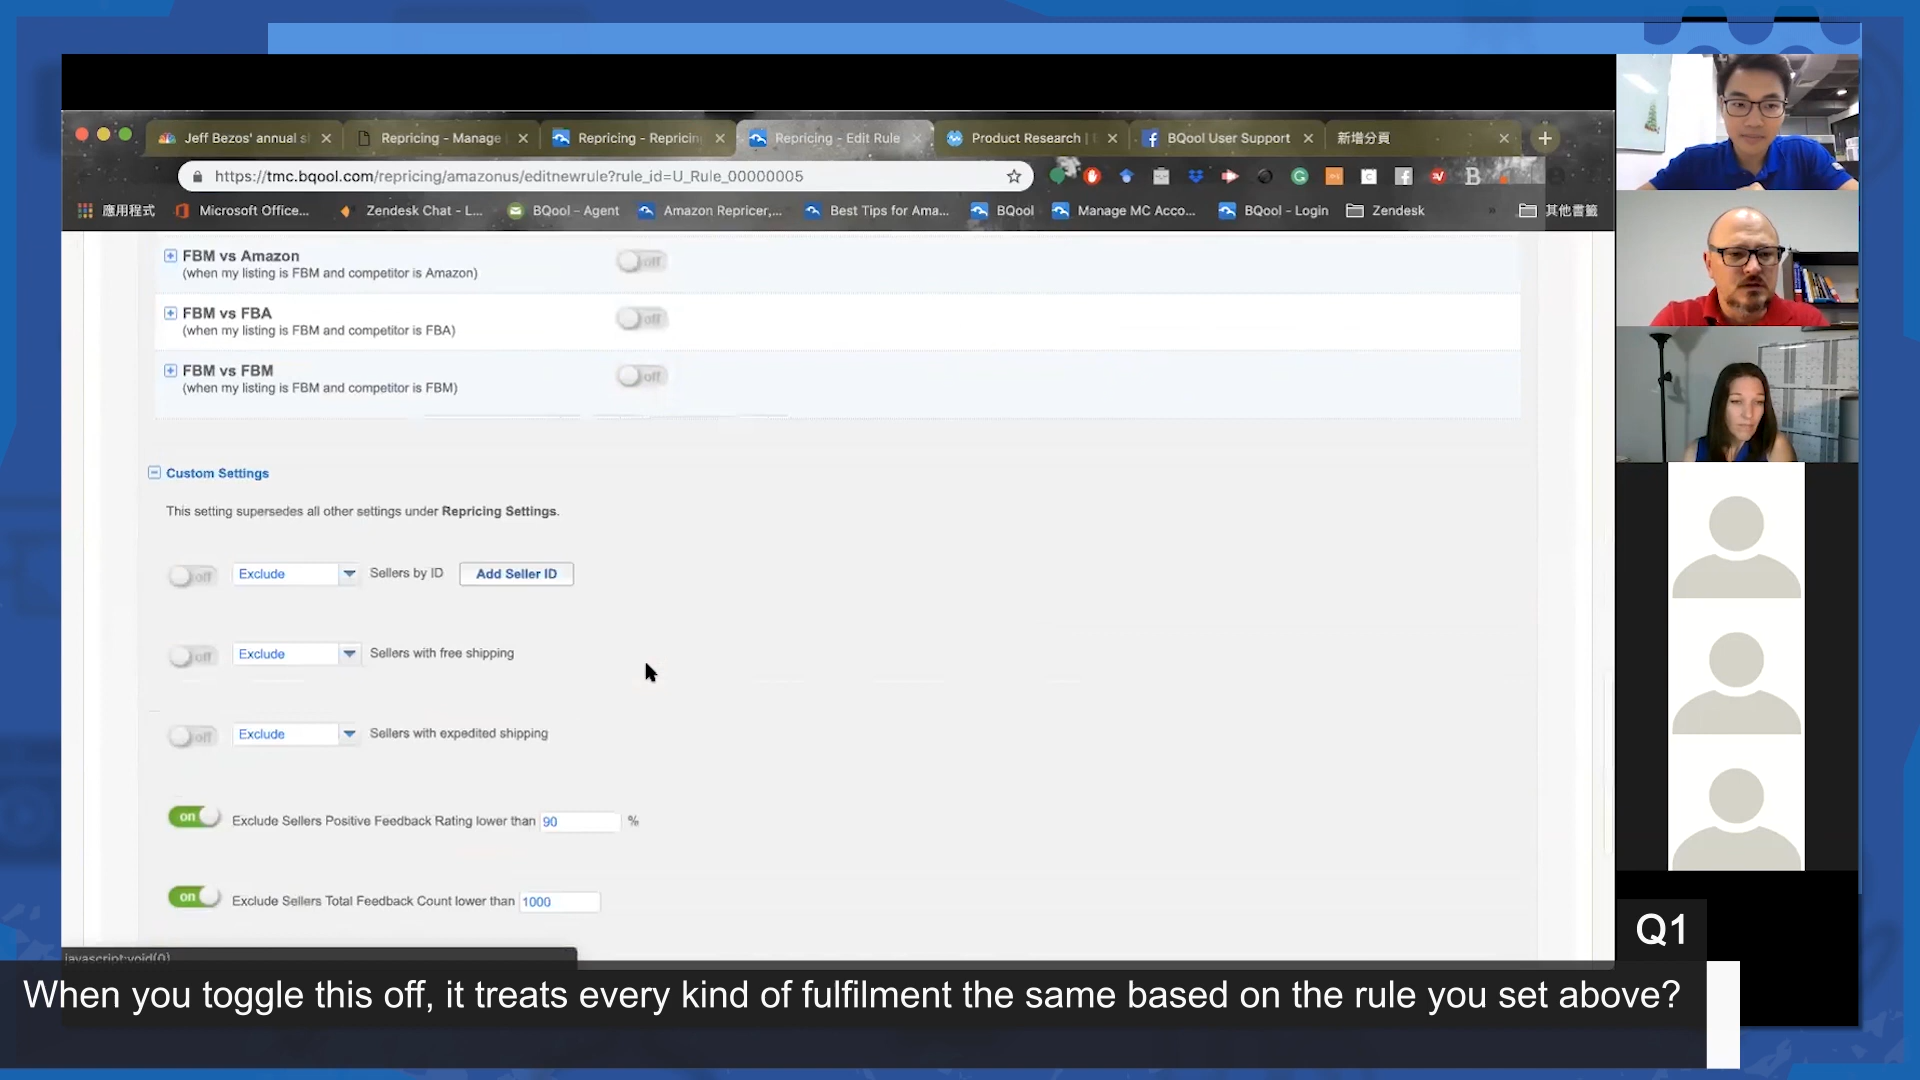 Jeff Bezos' annual s
Repricing - Manage
Repricing - Repricin
Repricing - Edit Rule
Product Research |
BQool User Support
新增分頁
https://tmc.bqool.com/repricing/amazonus/editnewrule?rule_id=U_Rule_00000005
應用程式
Microsoft Office...
Zendesk Chat - L...
BQool - Agent
Amazon Repricer,...
Best Tips for Ama...
BQool
Manage MC Acco...
BQool - Login
Zendesk
»
其他書籤
FBM vs Amazon
off
(when my listing is FBM and competitor is Amazon)
FBM vs FBA
off
(when my listing is FBM and competitor is FBA)
FBM vs FBM
off
(when my listing is FBM and competitor is FBM)
Custom Settings
This setting supersedes all other settings under Repricing Settings.
off Exclude Sellers by ID Add Seller ID
off Exclude Sellers with free shipping
off Exclude Sellers with expedited shipping
on Exclude Sellers Positive Feedback Rating lower than 90 %
on Exclude Sellers Total Feedback Count lower than 1000
javascript:void(0)
Q1
When you toggle this off, it treats every kind of fulfilment the same based on the rule you set above?